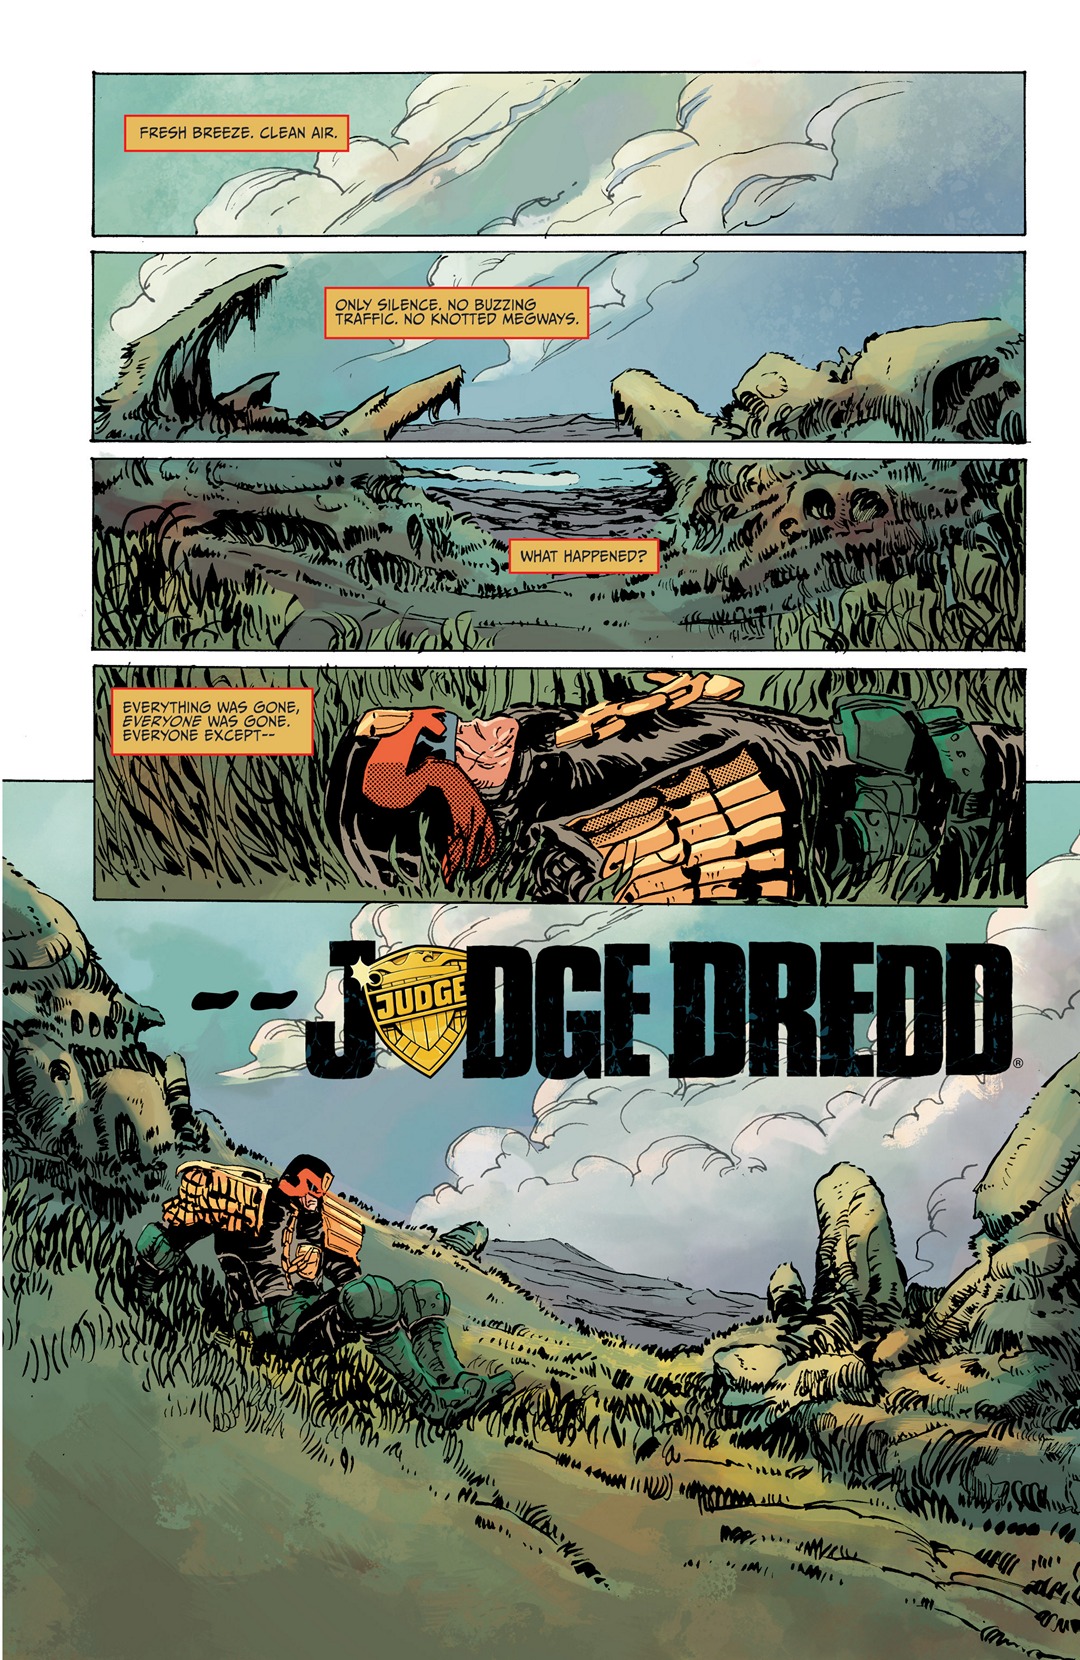 FRESH BREEZE. CLEAN AIR.
ONLY SILENCE. NO BUZZING
TRAFFIC. NO KNOTTED MEGWAYS.
WHAT HAPPENED?
EVERYTHING WAS GONE,
EVERYONE WAS GONE.
EVERYONE EXCEPT--
--JUDGE DREDD®
JUDGE